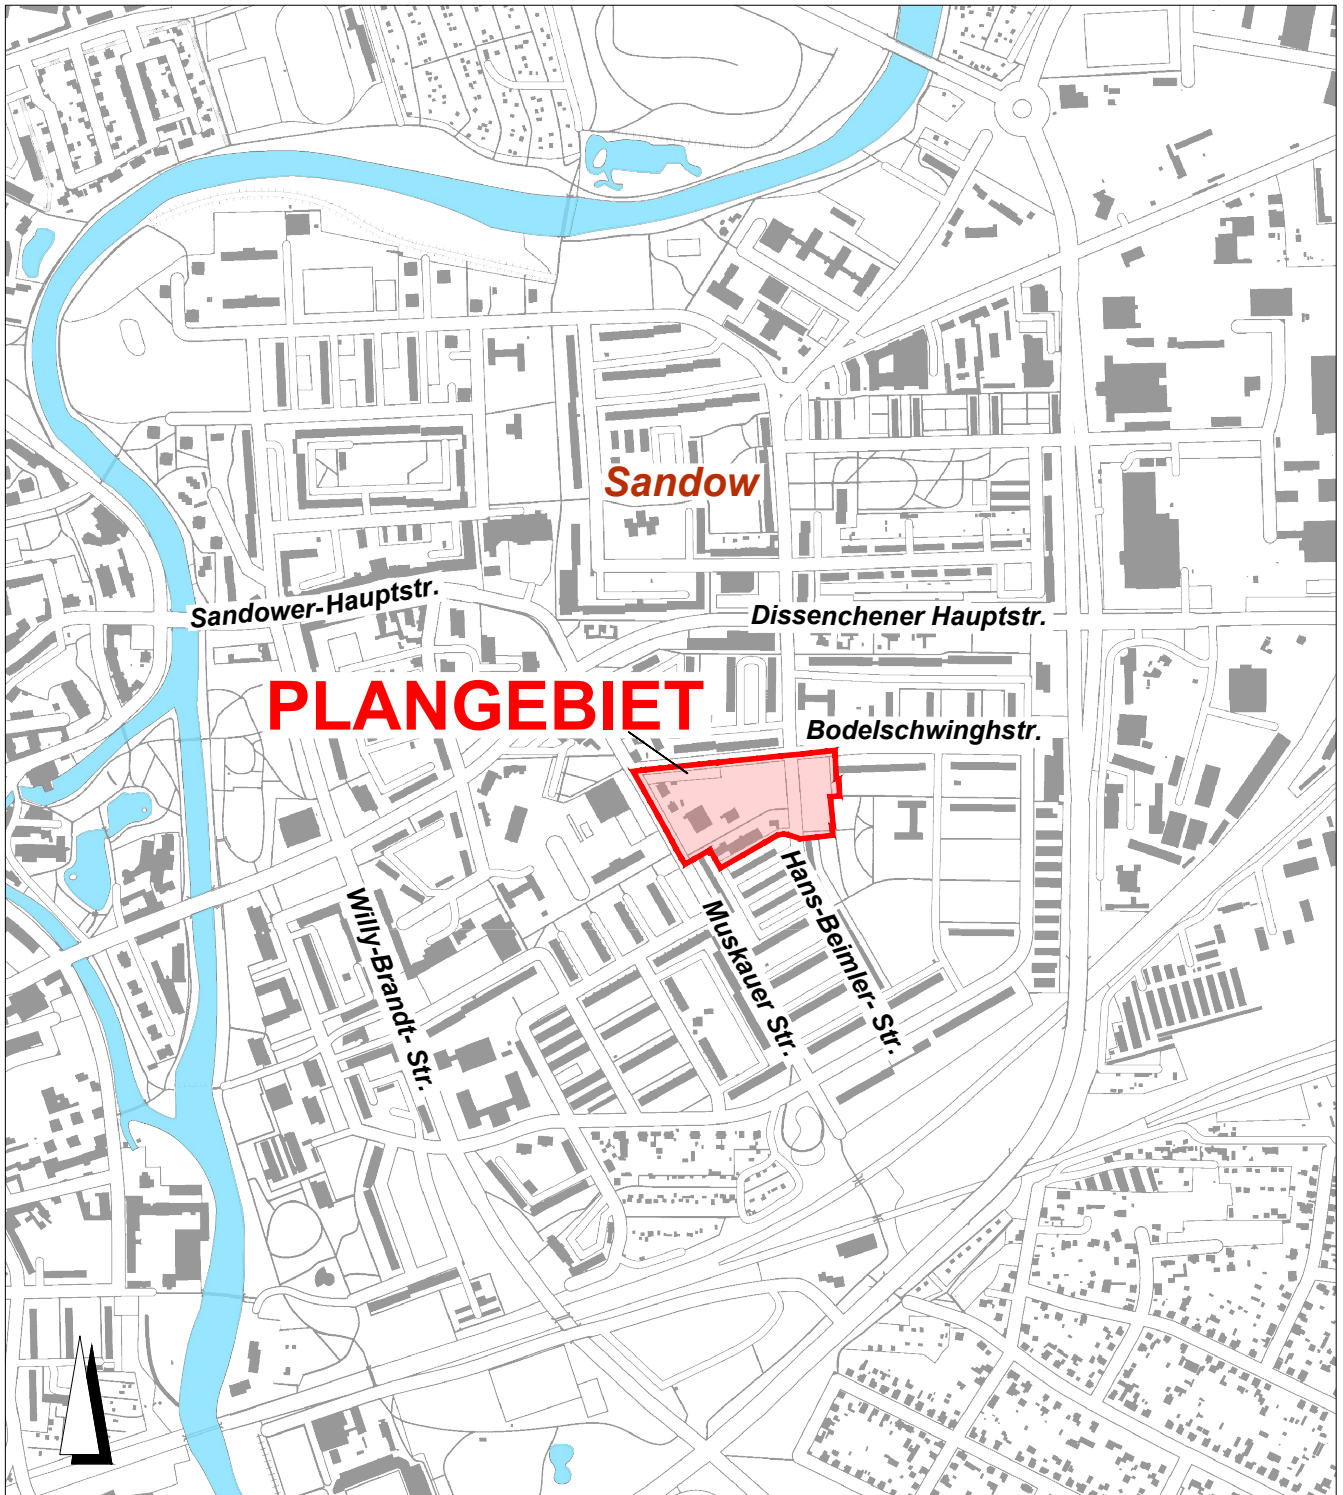 Sandow
Sandower-Hauptstr.
Dissenchener Hauptstr.
PLANGEBIET
Bodelschwinghstr.
Willy-Brandt- Str.
Muskauer Str.
Hans-Beimler- Str.